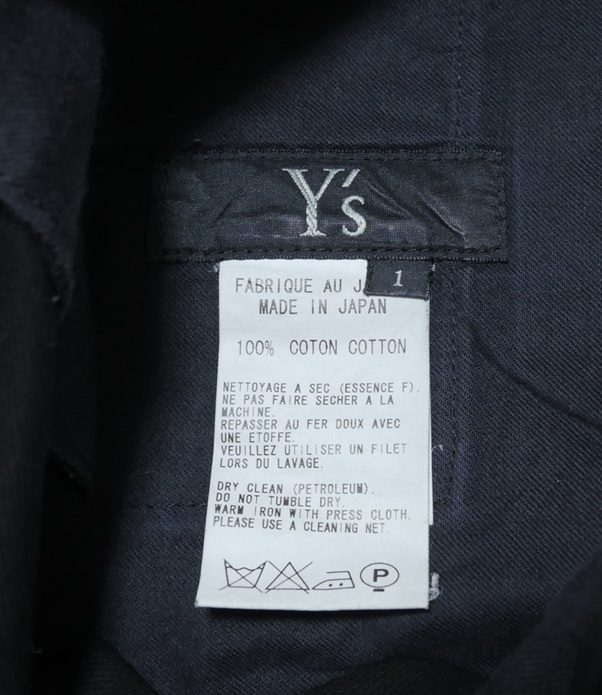 Y's
1
FABRIQUE AU J
MADE IN JAPAN
100% COTON COTTON
NETTOYAGE A SEC (ESSENCE F).
NE PAS FAIRE SECHER A LA
MACHINE.
REPASSER AU FER DOUX AVEC
UNE ETOFFE.
VEUILLEZ UTILISER UN FILET
LORS DU LAVAGE.
DRY CLEAN (PETROLEUM).
DO NOT TUMBLE DRY.
WARM IRON WITH PRESS CLOTH.
PLEASE USE A CLEANING NET.
P